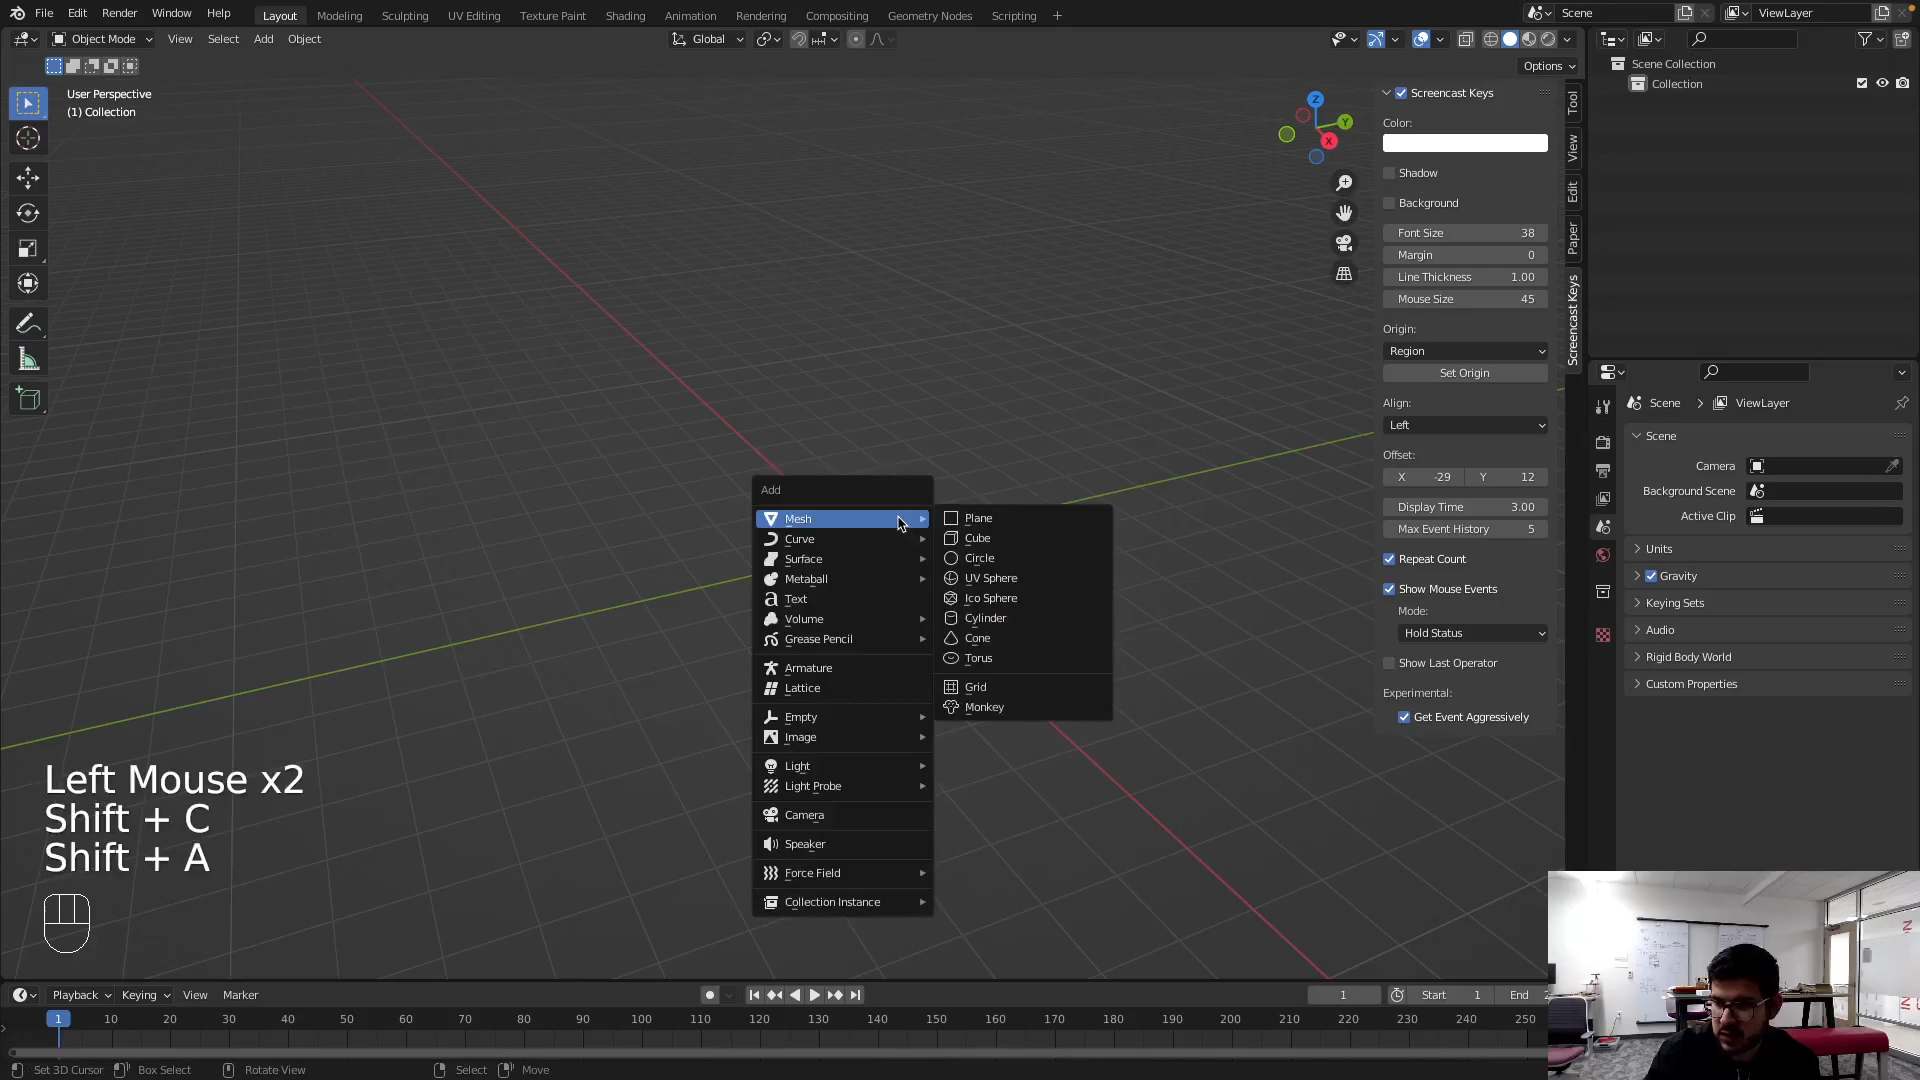 File Edit Render Window Help
Layout Modeling Sculpting UV Editing Texture Paint Shading Animation Rendering Compositing Geometry Nodes Scripting +
Scene
ViewLayer
Object Mode View Select Add Object
Global
Options
User Perspective
(1) Collection
Z
Y
X
Screencast Keys
Color:
Shadow
Background
Font Size 38
Margin 0
Line Thickness 1.00
Mouse Size 45
Origin:
Region
Set Origin
Align:
Left
Offset:
X -29 Y 12
Display Time 3.00
Max Event History 5
Repeat Count
Show Mouse Events
Mode:
Hold Status
Show Last Operator
Experimental:
Get Event Aggressively
Tool
View
Edit
Paper
Screencast Keys
Scene Collection
Collection
Scene > ViewLayer
Scene
Camera
Background Scene
Active Clip
Units
Gravity
Keying Sets
Audio
Rigid Body World
Custom Properties
Add
Mesh
Curve
Surface
Metaball
Text
Volume
Grease Pencil
Armature
Lattice
Empty
Image
Light
Light Probe
Camera
Speaker
Force Field
Collection Instance
Plane
Cube
Circle
UV Sphere
Ico Sphere
Cylinder
Cone
Torus
Grid
Monkey
Left Mouse x2
Shift + C
Shift + A
Playback Keying View Marker
1
Start 1
End 2
1 10 20 30 40 50 60 70 80 90 100 110 120 130 140 150 160 170 180 190 200 210 220 230 240 250
Set 3D Cursor Box Select Rotate View Select Move